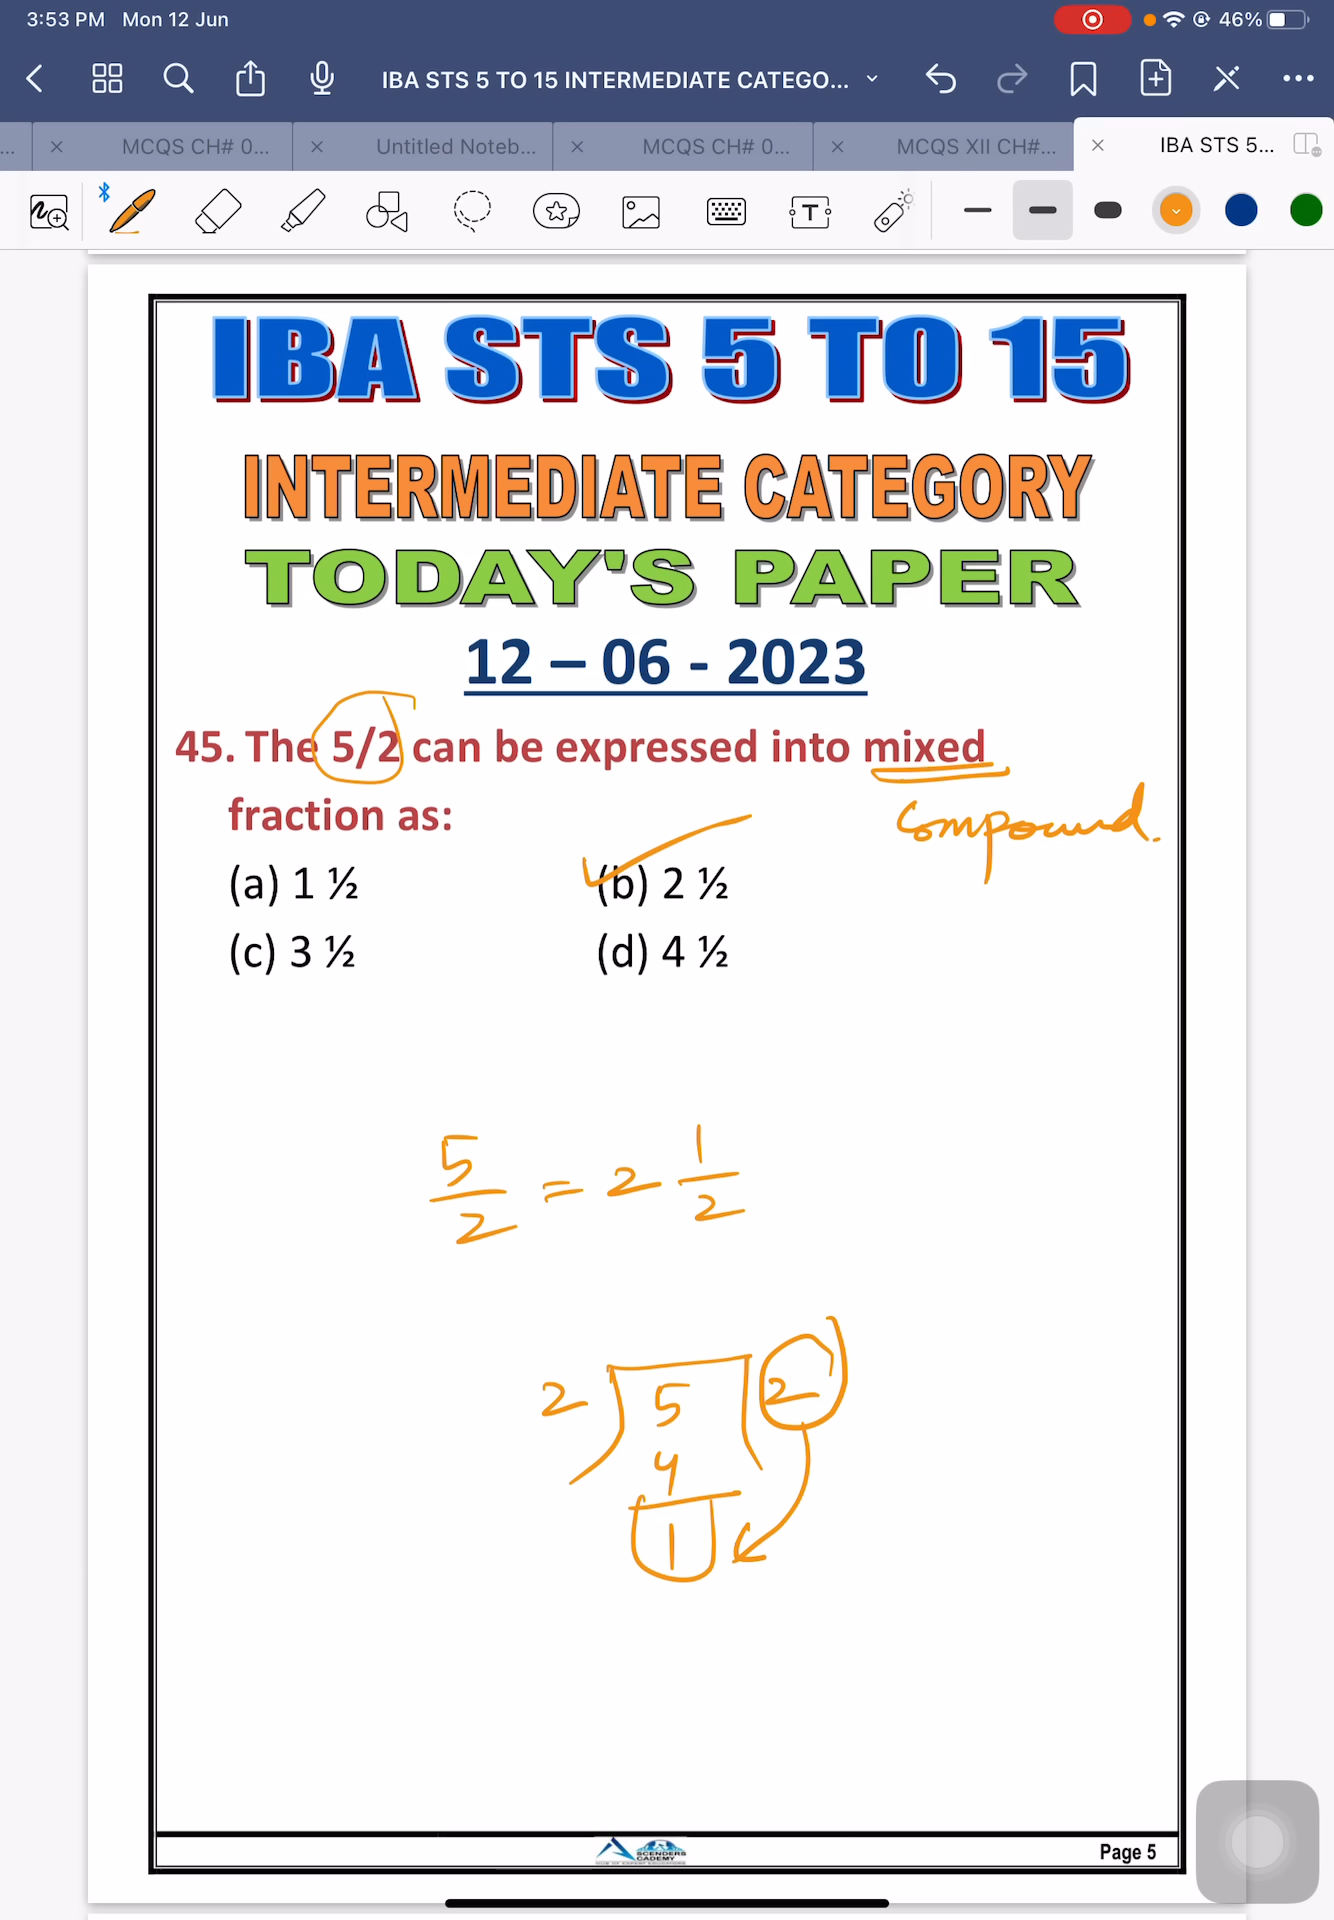 3:53 PM Mon 12 Jun
46%
IBA STS 5 TO 15 INTERMEDIATE CATEGO...
... MCQS CH# 0... Untitled Noteb... MCQS CH# 0... MCQS XII CH#... IBA STS 5...
T
IBA STS 5 TO 15
INTERMEDIATE CATEGORY
TODAY'S PAPER
12 – 06 - 2023
45. The 5/2 can be expressed into mixed
fraction as:
Compound.
(a) 1 ½ (b) 2 ½
(c) 3 ½ (d) 4 ½
5/2 = 2 1/2
2 5 2
4
1
SCENDERS
CADEMY
Page 5